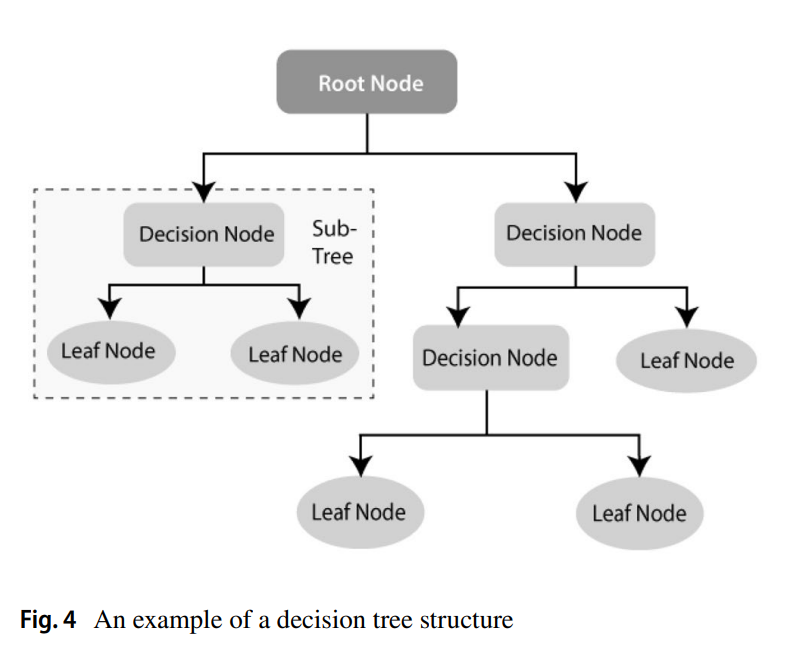 Root Node
Decision Node
Sub-
Tree
Decision Node
Leaf Node
Leaf Node
Decision Node
Leaf Node
Leaf Node
Leaf Node
Fig. 4 An example of a decision tree structure